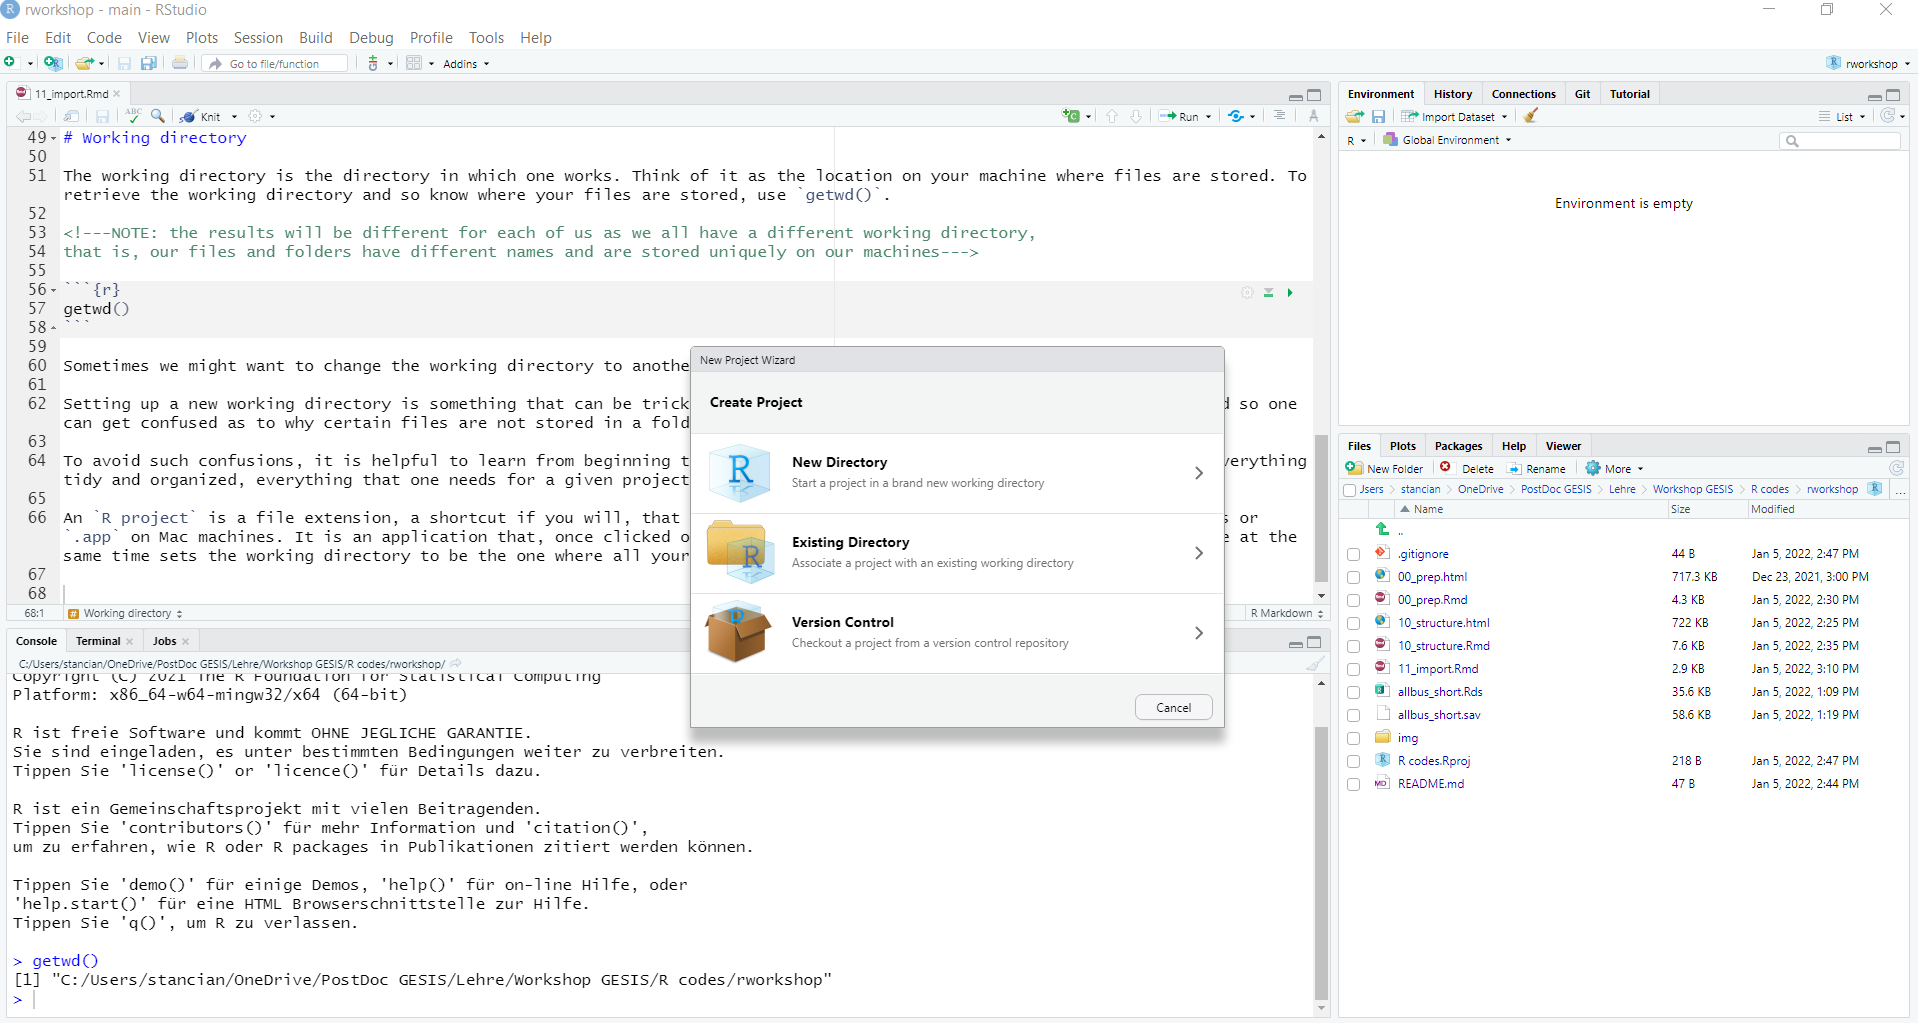 rworkshop - main - RStudio
File Edit Code View Plots Session Build Debug Profile Tools Help
Go to file/function
Addins
rworkshop
11_import.Rmd
Knit
Run
49 # Working directory
50
51 The working directory is the directory in which one works. Think of it as the location on your machine where files are stored. To
retrieve the working directory and so know where your files are stored, use `getwd()`.
52
53 <!---NOTE: the results will be different for each of us as we all have a different working directory,
54 that is, our files and folders have different names and are stored uniquely on our machines--->
55
56 ```{r}
57 getwd()
58 ```
59
60 Sometimes we might want to change the working directory to anothe
61
62 Setting up a new working directory is something that can be trick so one
can get confused as to why certain files are not stored in a fold
63
64 To avoid such confusions, it is helpful to learn from beginning t verything
tidy and organized, everything that one needs for a given project
65
66 An `R project` is a file extension, a shortcut if you will, that s or
`.app` on Mac machines. It is an application that, once clicked o e at the
same time sets the working directory to be the one where all your
67
68
68:1 # Working directory R Markdown
New Project Wizard
Create Project
New Directory
Start a project in a brand new working directory
Existing Directory
Associate a project with an existing working directory
Version Control
Checkout a project from a version control repository
Cancel
Console Terminal Jobs
C:/Users/stancian/OneDrive/PostDoc GESIS/Lehre/Workshop GESIS/R codes/rworkshop/
Copyright (C) 2021 The R Foundation for Statistical Computing
Platform: x86_64-w64-mingw32/x64 (64-bit)
R ist freie Software und kommt OHNE JEGLICHE GARANTIE.
Sie sind eingeladen, es unter bestimmten Bedingungen weiter zu verbreiten.
Tippen Sie 'license()' or 'licence()' für Details dazu.
R ist ein Gemeinschaftsprojekt mit vielen Beitragenden.
Tippen Sie 'contributors()' für mehr Information und 'citation()',
um zu erfahren, wie R oder R packages in Publikationen zitiert werden können.
Tippen Sie 'demo()' für einige Demos, 'help()' für on-line Hilfe, oder
'help.start()' für eine HTML Browserschnittstelle zur Hilfe.
Tippen Sie 'q()', um R zu verlassen.
> getwd()
[1] "C:/Users/stancian/OneDrive/PostDoc GESIS/Lehre/Workshop GESIS/R codes/rworkshop"
>
Environment History Connections Git Tutorial
Import Dataset List
R Global Environment
Environment is empty
Files Plots Packages Help Viewer
New Folder Delete Rename More
Jsers > stancian > OneDrive > PostDoc GESIS > Lehre > Workshop GESIS > R codes > rworkshop ...
Name Size Modified
..
.gitignore 44 B Jan 5, 2022, 2:47 PM
00_prep.html 717.3 KB Dec 23, 2021, 3:00 PM
00_prep.Rmd 4.3 KB Jan 5, 2022, 2:30 PM
10_structure.html 722 KB Jan 5, 2022, 2:25 PM
10_structure.Rmd 7.6 KB Jan 5, 2022, 2:35 PM
11_import.Rmd 2.9 KB Jan 5, 2022, 3:10 PM
allbus_short.Rds 35.6 KB Jan 5, 2022, 1:09 PM
allbus_short.sav 58.6 KB Jan 5, 2022, 1:19 PM
img
R codes.Rproj 218 B Jan 5, 2022, 2:47 PM
README.md 47 B Jan 5, 2022, 2:44 PM